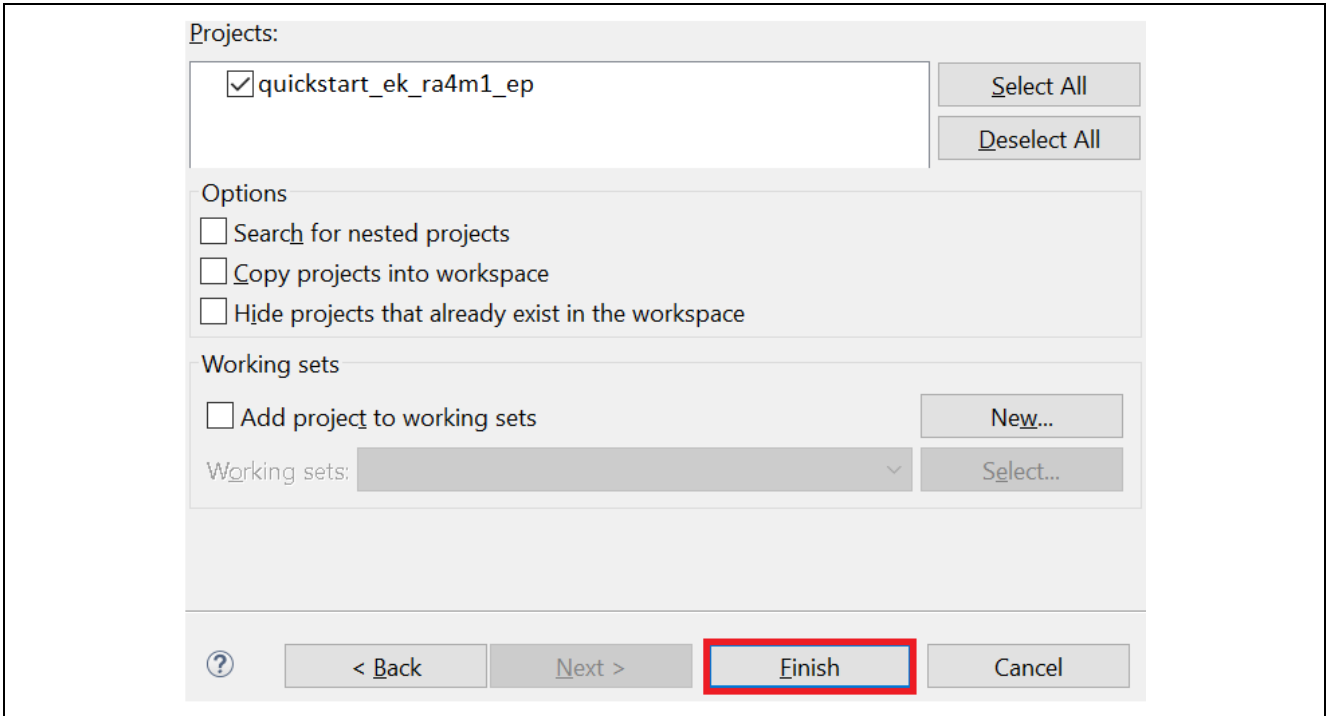 Projects:
quickstart_ek_ra4m1_ep
Select All
Deselect All
Options
Search for nested projects
Copy projects into workspace
Hide projects that already exist in the workspace
Working sets
Add project to working sets
New...
Working sets:
Select...
?
< Back
Next >
Finish
Cancel